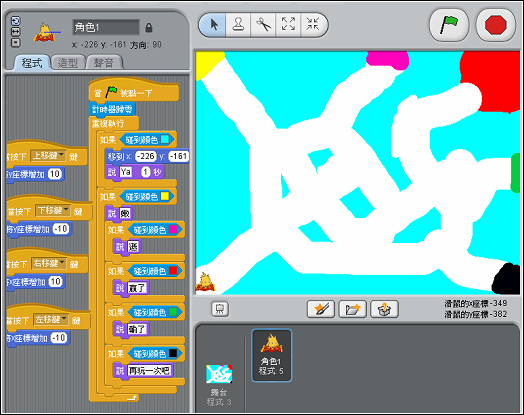 角色1
x: -226 y: -161 方向: 90
程式 造型 聲音
當 被點一下
計時器歸零
重複執行
如果 碰到顏色
移到 x: -226 y: -161
說 Ya 1 秒
如果 碰到顏色
說
如果 碰到顏色
說
如果 碰到顏色
說 贏了
如果 碰到顏色
說 輸了
如果 碰到顏色
說 再玩一次吧
當按下 上移鍵 鍵
將y座標增加 10
當按下 下移鍵 鍵
將y座標增加 -10
當按下 右移鍵 鍵
將x座標增加 10
當按下 左移鍵 鍵
將x座標增加 -10
滑鼠的x座標-349
滑鼠的y座標-382
舞台
程式 3
角色1
程式 5